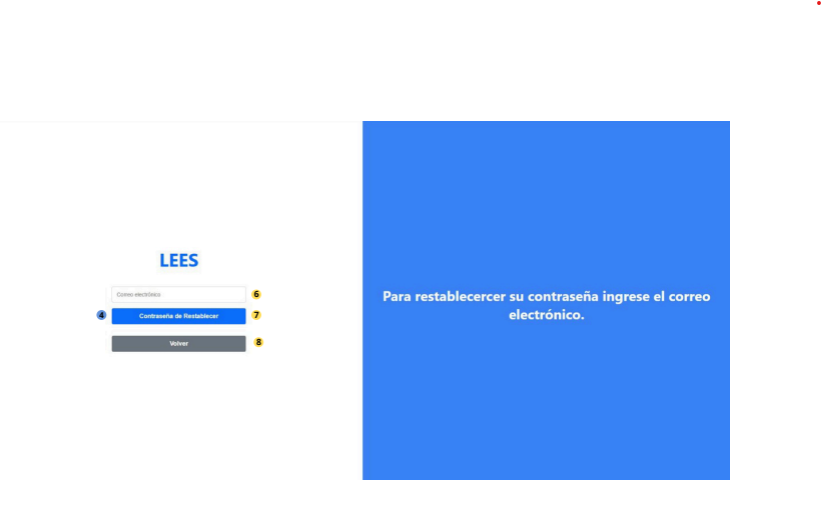 LEES
Correo electrónico 6
4 Contraseña de Restablecer 7
Volver 8
Para restablecercer su contraseña ingrese el correo
electrónico.